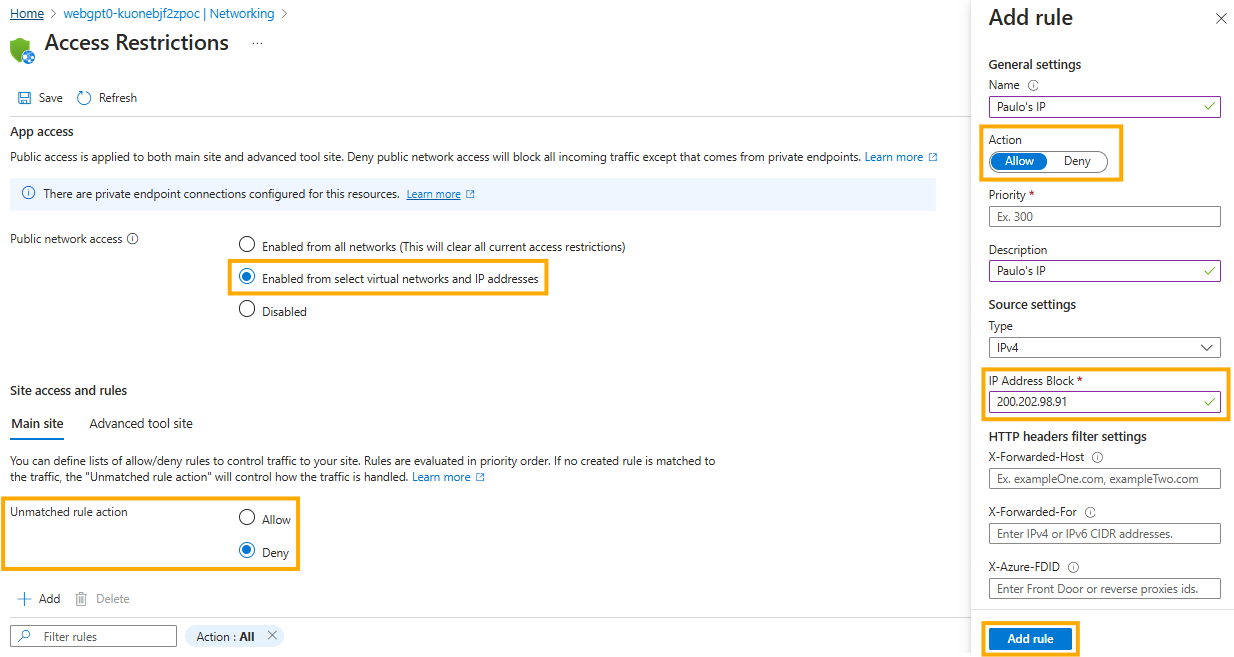 Home > webgpt0-kuonebjf2zpoc | Networking >
Access Restrictions ...
Save Refresh
App access
Public access is applied to both main site and advanced tool site. Deny public network access will block all incoming traffic except that comes from private endpoints. Learn more
There are private endpoint connections configured for this resources. Learn more
Public network access
Enabled from all networks (This will clear all current access restrictions)
Enabled from select virtual networks and IP addresses
Disabled
Site access and rules
Main site Advanced tool site
You can define lists of allow/deny rules to control traffic to your site. Rules are evaluated in priority order. If no created rule is matched to
the traffic, the "Unmatched rule action" will control how the traffic is handled. Learn more
Unmatched rule action
Allow
Deny
Add Delete
Filter rules Action : All
Add rule
General settings
Name
Paulo's IP
Action
Allow Deny
Priority *
Ex. 300
Description
Paulo's IP
Source settings
Type
IPv4
IP Address Block *
200.202.98.91
HTTP headers filter settings
X-Forwarded-Host
Ex. exampleOne.com, exampleTwo.com
X-Forwarded-For
Enter IPv4 or IPv6 CIDR addresses.
X-Azure-FDID
Enter Front Door or reverse proxies ids.
Add rule